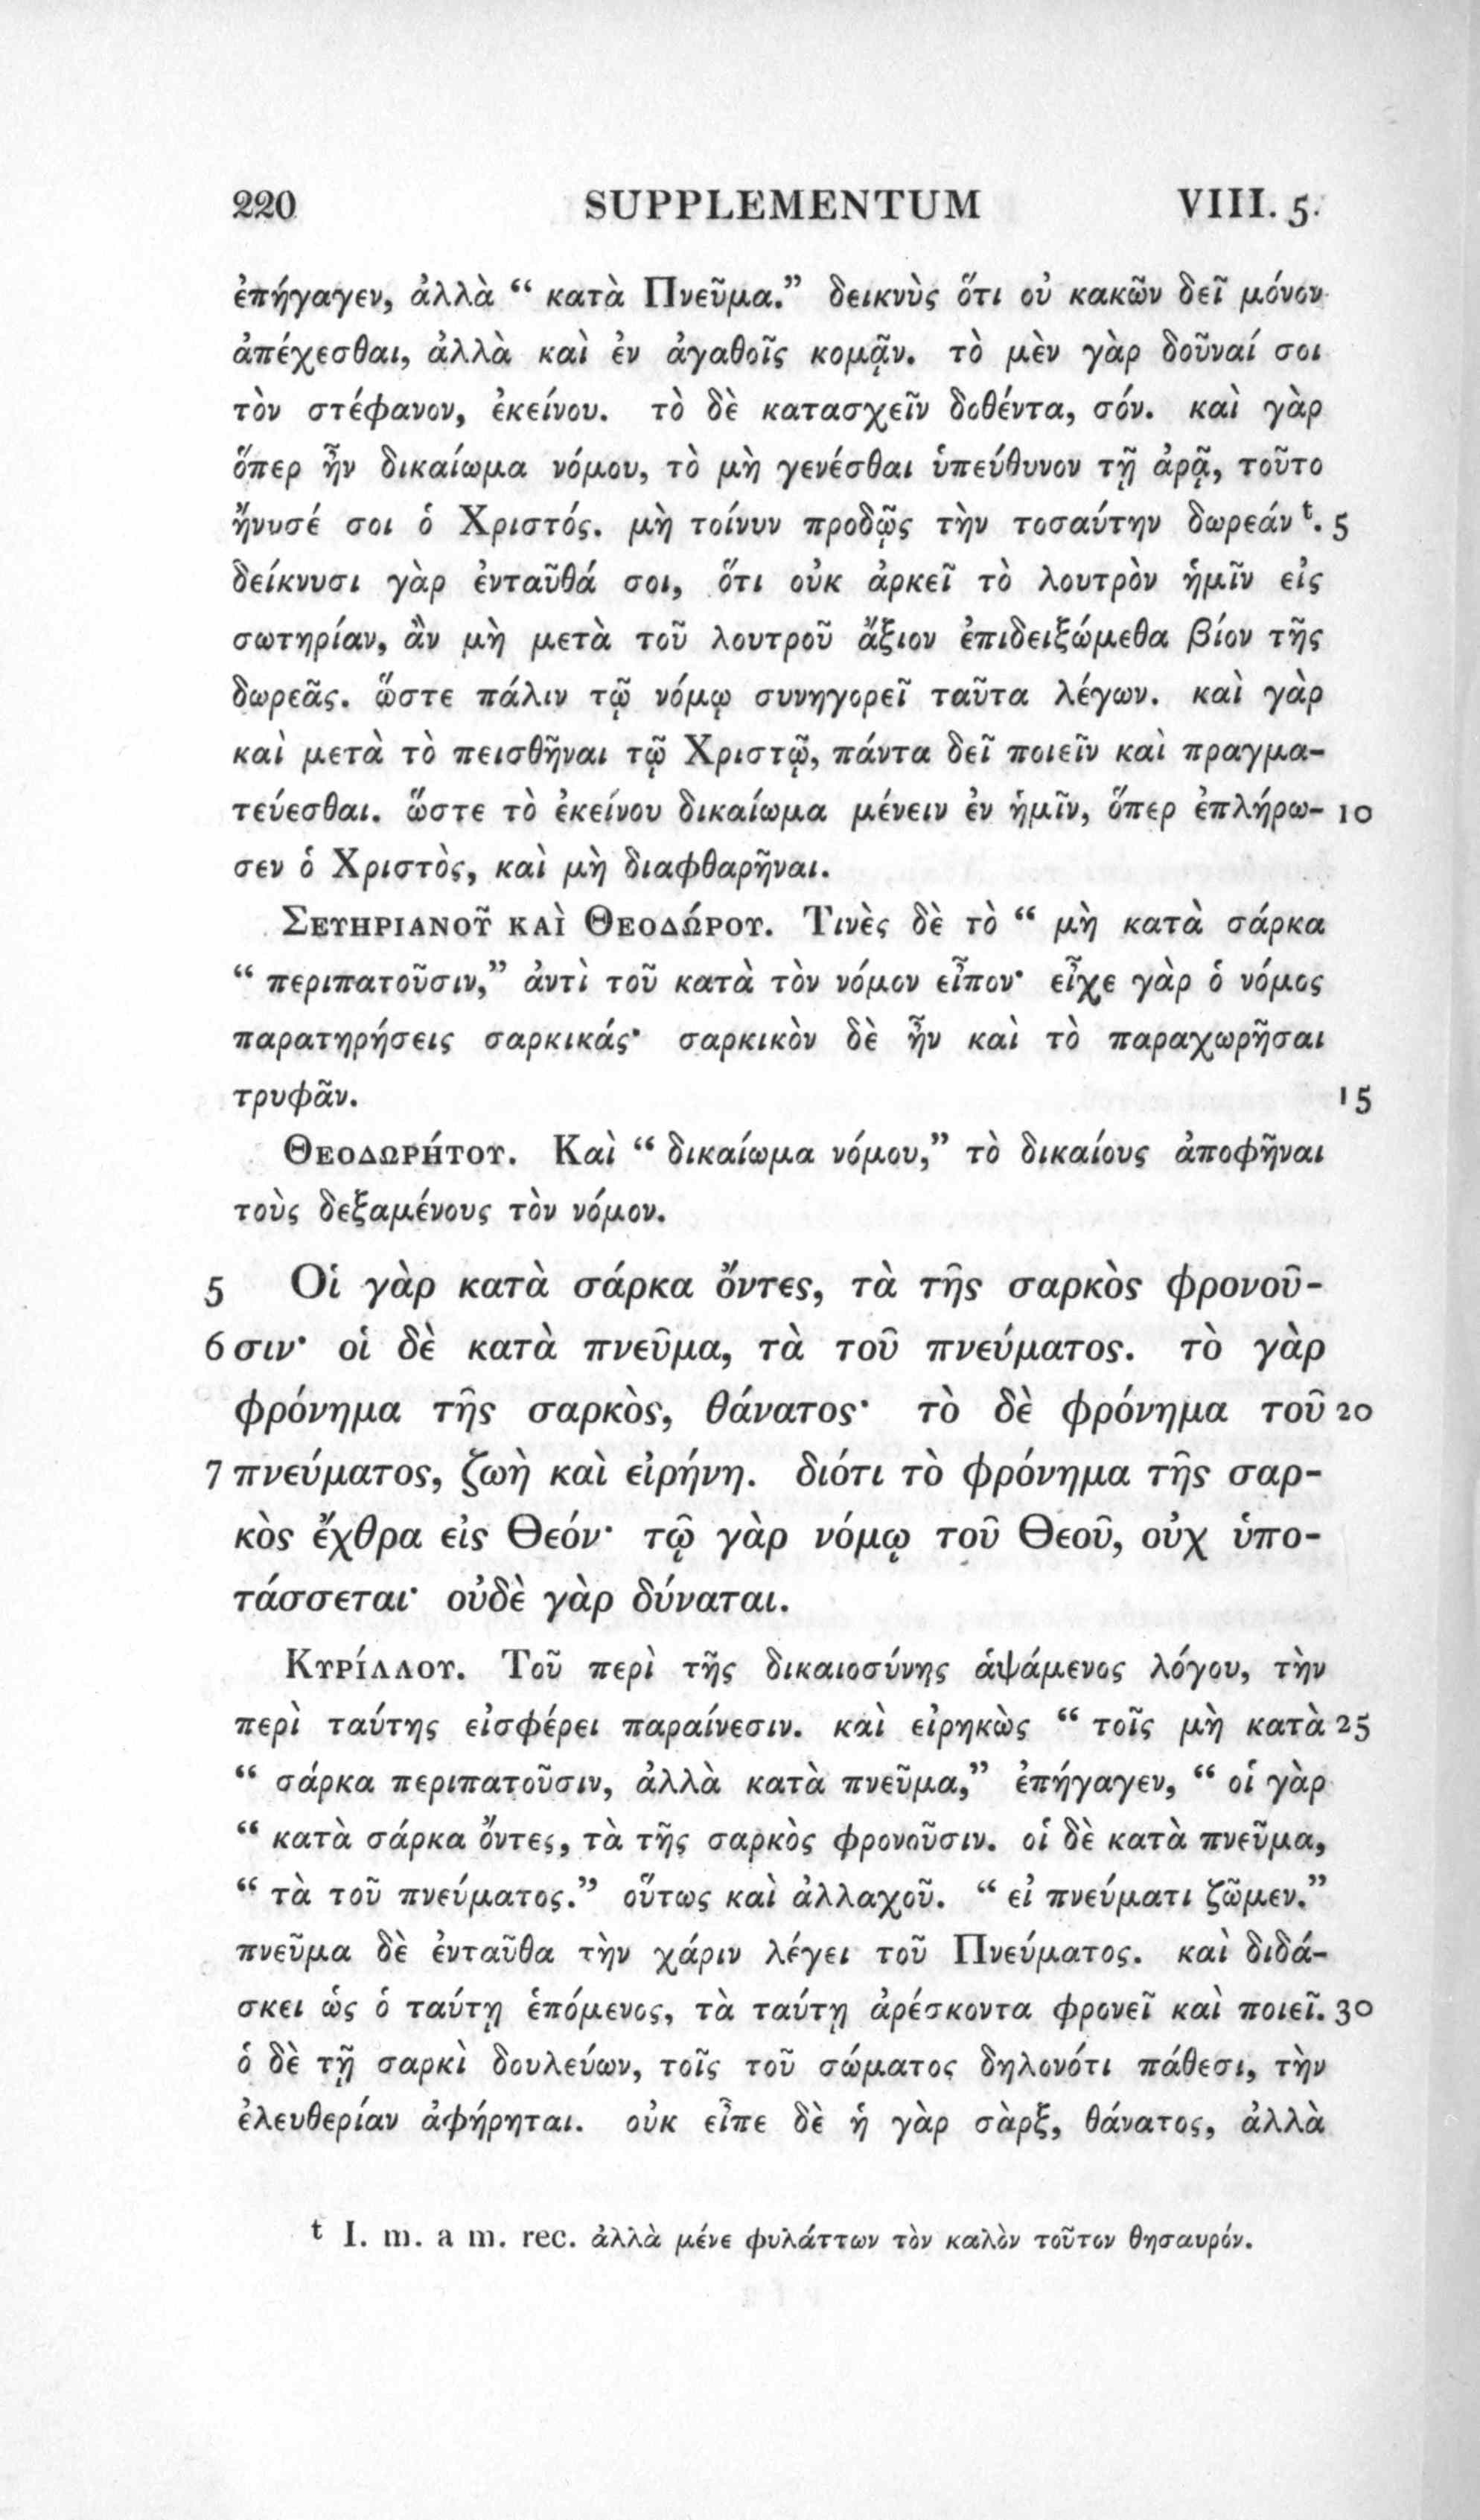 220 SUPPLEMENTUM VIII. 5.
ἐπήγαγεν, ἀλλὰ “ κατὰ Πνεῦμα.” δεικνὺς ὅτι οὐ κακῶν δεῖ μόνον
ἀπέχεσθαι, ἀλλὰ καὶ ἐν ἀγαθοῖς κομᾷν. τὸ μὲν γὰρ δοῦναί σοι
τὸν στέφανον, ἐκείνου. τὸ δὲ κατασχεῖν δοθέντα, σόν. καὶ γὰρ
ὅπερ ἦν δικαίωμα νόμου, τὸ μὴ γενέσθαι ὑπεύθυνον τῇ ἀρᾷ, τοῦτο
ἤνυσέ σοι ὁ Χριστός. μὴ τοίνυν προδῷς τὴν τοσαύτην δωρεάν t. 5
δείκνυσι γὰρ ἐνταῦθά σοι, ὅτι οὐκ ἀρκεῖ τὸ λουτρὸν ἡμῖν εἰς
σωτηρίαν, ἂν μὴ μετὰ τοῦ λουτροῦ ἄξιον ἐπιδειξώμεθα βίον τῆς
δωρεᾶς. ὥστε πάλιν τῷ νόμῳ συνηγορεῖ ταῦτα λέγων. καὶ γὰρ
καὶ μετὰ τὸ πεισθῆναι τῷ Χριστῷ, πάντα δεῖ ποιεῖν καὶ πραγμα-
τεύεσθαι. ὥστε τὸ ἐκείνου δικαίωμα μένειν ἐν ἡμῖν, ὅπερ ἐπλήρω- 10
σεν ὁ Χριστὸς, καὶ μὴ διαφθαρῆναι.
Σευηριανοῦ καὶ Θεοδώρου. Τινὲς δὲ τὸ “ μὴ κατὰ σάρκα
“ περιπατοῦσιν,” ἀντὶ τοῦ κατὰ τὸν νόμον εἶπον· εἶχε γὰρ ὁ νόμος
παρατηρήσεις σαρκικάς· σαρκικὸν δὲ ἦν καὶ τὸ παραχωρῆσαι
τρυφᾶν. 15
Θεοδωρήτου. Καὶ “ δικαίωμα νόμου,” τὸ δικαίους ἀποφῆναι
τοὺς δεξαμένους τὸν νόμον.
5 Οἱ γὰρ κατὰ σάρκα ὄντες, τὰ τῆς σαρκὸς φρονοῦ-
6 σιν· οἱ δὲ κατὰ πνεῦμα, τὰ τοῦ πνεύματος. τὸ γὰρ
φρόνημα τῆς σαρκὸς, θάνατος· τὸ δὲ φρόνημα τοῦ 20
7 πνεύματος, ζωὴ καὶ εἰρήνη. διότι τὸ φρόνημα τῆς σαρ-
κὸς ἔχθρα εἰς Θεόν· τῷ γὰρ νόμῳ τοῦ Θεοῦ, οὐχ ὑπο-
τάσσεται· οὐδὲ γὰρ δύναται.
Κυρίλλου. Τοῦ περὶ τῆς δικαιοσύνης ἁψάμενος λόγου, τὴν
περὶ ταύτης εἰσφέρει παραίνεσιν. καὶ εἰρηκὼς “ τοῖς μὴ κατὰ 25
“ σάρκα περιπατοῦσιν, ἀλλὰ κατὰ πνεῦμα,” ἐπήγαγεν, “ οἱ γὰρ
“ κατὰ σάρκα ὄντες, τὰ τῆς σαρκὸς φρονοῦσιν. οἱ δὲ κατὰ πνεῦμα,
“ τὰ τοῦ πνεύματος.” οὕτως καὶ ἀλλαχοῦ. “ εἰ πνεύματι ζῶμεν.”
πνεῦμα δὲ ἐνταῦθα τὴν χάριν λέγει τοῦ Πνεύματος. καὶ διδά-
σκει ὡς ὁ ταύτῃ ἑπόμενος, τὰ ταύτῃ ἀρέσκοντα φρονεῖ καὶ ποιεῖ. 30
ὁ δὲ τῇ σαρκὶ δουλεύων, τοῖς τοῦ σώματος δηλονότι πάθεσι, τὴν
ἐλευθερίαν ἀφήρηται. οὐκ εἶπε δὲ ἡ γὰρ σὰρξ, θάνατος, ἀλλὰ
t I. m. a m. rec. ἀλλὰ μένε φυλάττων τὸν καλὸν τοῦτον θησαυρόν.